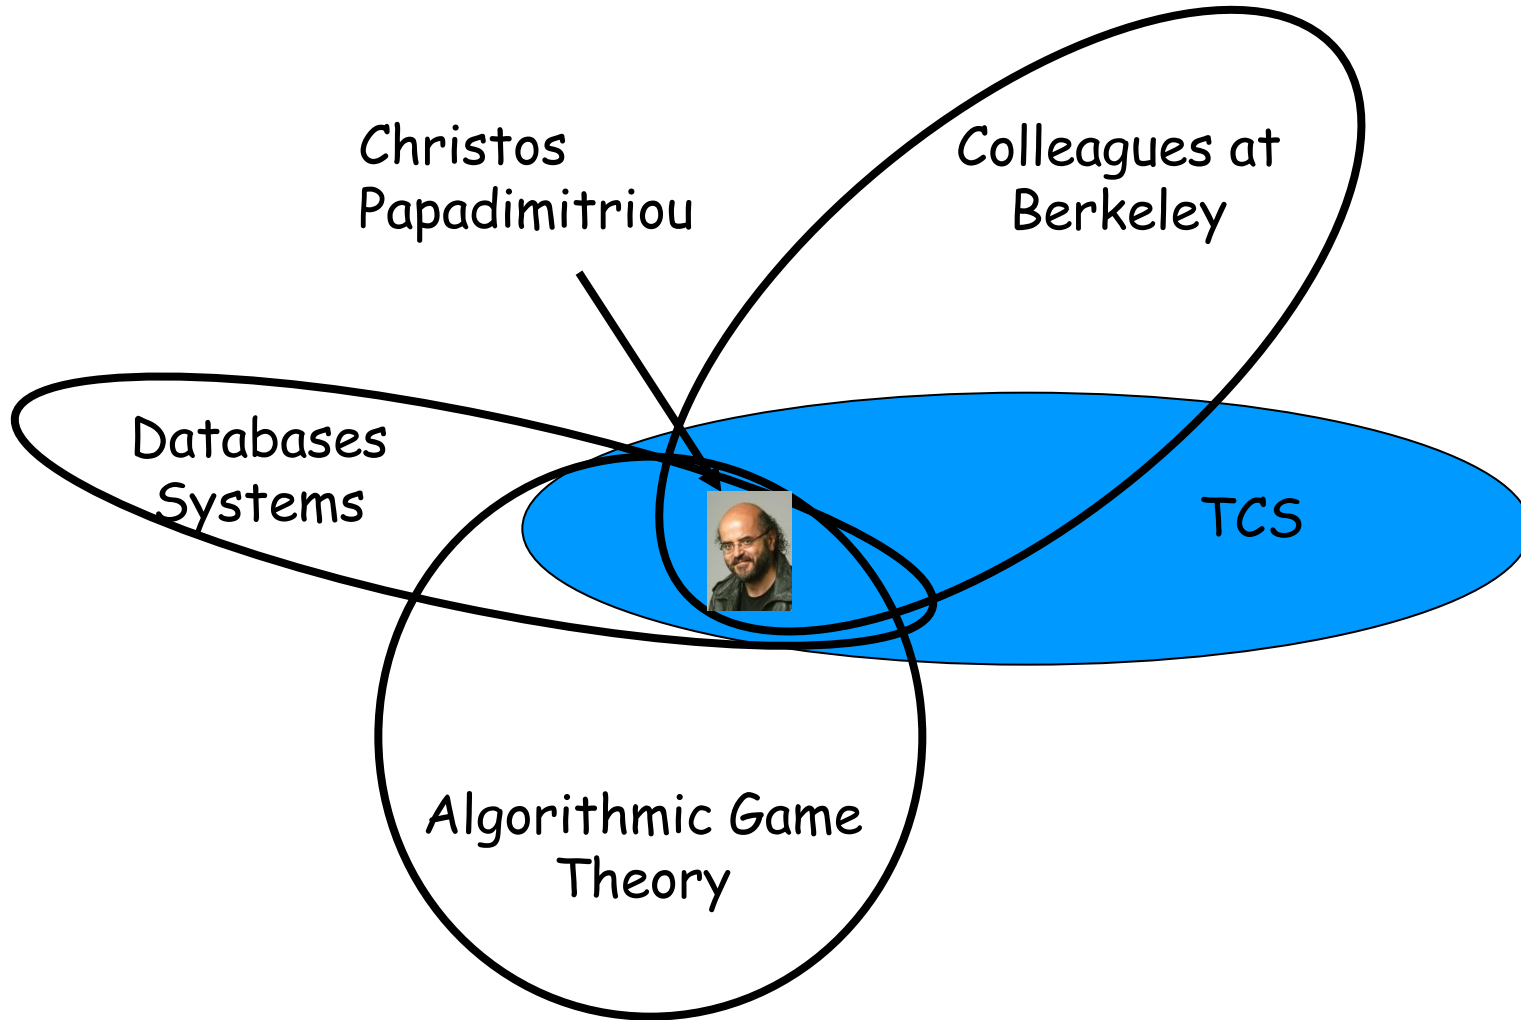 Christos
Papadimitriou
Colleagues at
Berkeley
Databases
Systems
TCS
Algorithmic Game
Theory